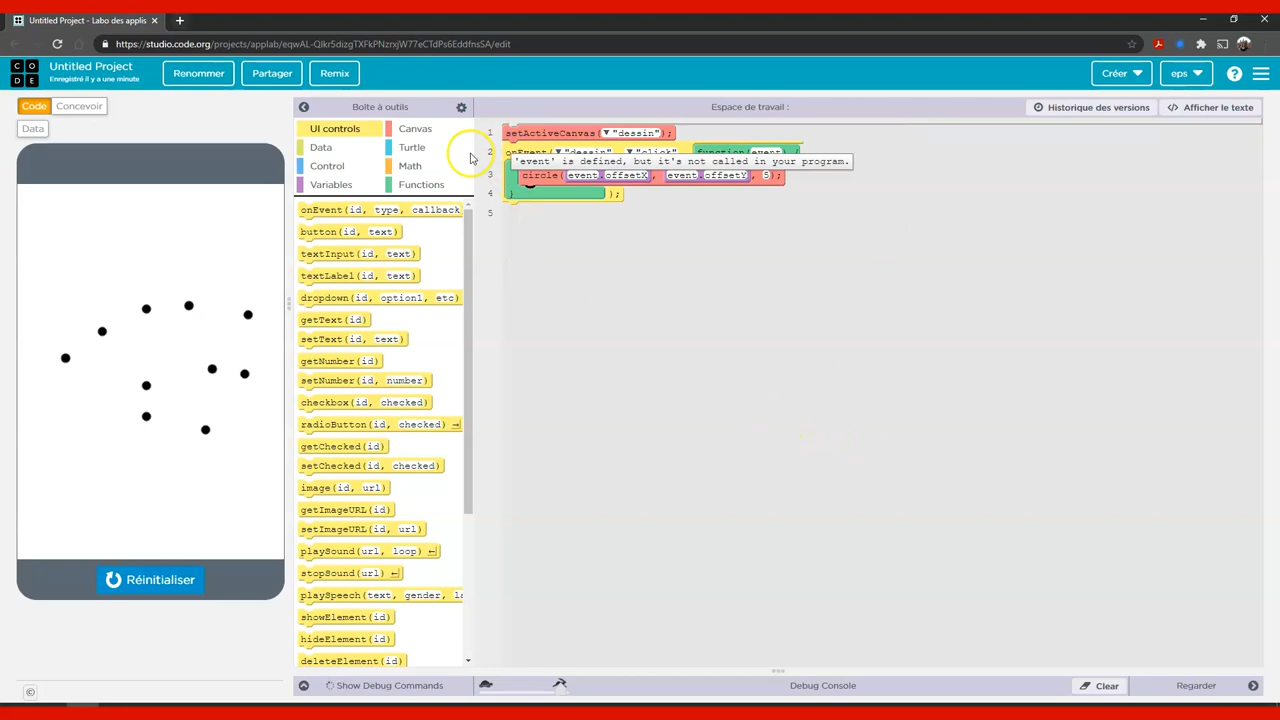 Untitled Project - Labo des applis
https://studio.code.org/projects/applab/eqwAL-QIkr5dizgTXFkPNzrxjW77eCTdPs6EddfnsSA/edit
C O D E
Untitled Project
Enregistré il y a une minute
Renommer
Partager
Remix
Créer
eps
Code
Concevoir
Data
Boîte à outils
Espace de travail :
Historique des versions
Afficher le texte
UI controls
Canvas
Data
Turtle
Control
Math
Variables
Functions
onEvent(id, type, callback
button(id, text)
textInput(id, text)
textLabel(id, text)
dropdown(id, option1, etc)
getText(id)
setText(id, text)
getNumber(id)
setNumber(id, number)
checkbox(id, checked)
radioButton(id, checked)
getChecked(id)
setChecked(id, checked)
image(id, url)
getImageURL(id)
setImageURL(id, url)
playSound(url, loop)
stopSound(url)
playSpeech(text, gender, la
showElement(id)
hideElement(id)
deleteElement(id)
1 setActiveCanvas("dessin");
2 onEvent("dessin", "click", function(event) {
'event' is defined, but it's not called in your program.
3 circle(event.offsetX, event.offsetY, 5);
4 } );
5
Réinitialiser
©
Show Debug Commands
Debug Console
Clear
Regarder